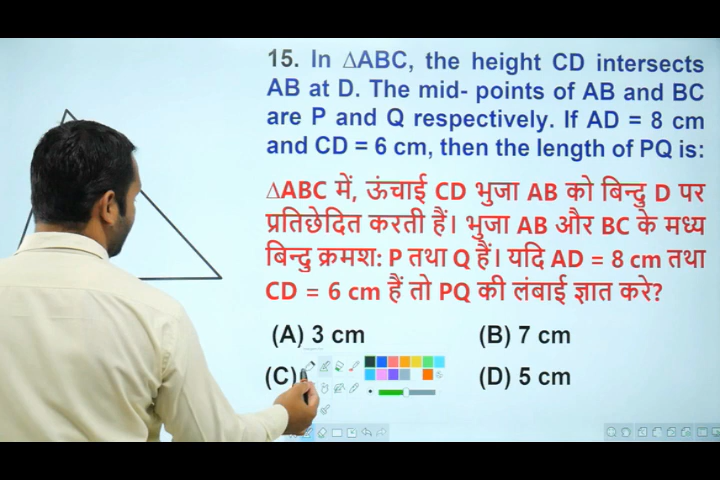 15. In ∆ABC, the height CD intersects
AB at D. The mid- points of AB and BC
are P and Q respectively. If AD = 8 cm
and CD = 6 cm, then the length of PQ is:
∆ABC में, ऊंचाई CD भुजा AB को बिन्दु D पर
प्रतिछेदित करती हैं। भुजा AB और BC के मध्य
बिन्दु क्रमश: P तथा Q हैं। यदि AD = 8 cm तथा
CD = 6 cm हैं तो PQ की लंबाई ज्ञात करे?
(A) 3 cm (B) 7 cm
(C) (D) 5 cm